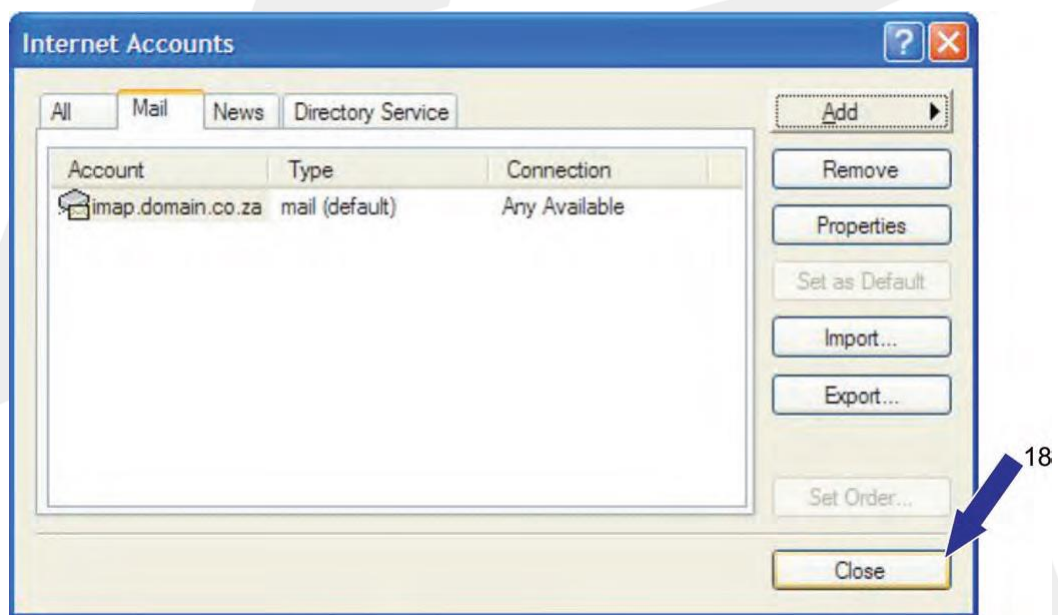 Internet Accounts
All Mail News Directory Service
Add
Account Type Connection
Remove
imap.domain.co.za mail (default) Any Available
Properties
Set as Default
Import...
Export...
18
Set Order...
Close